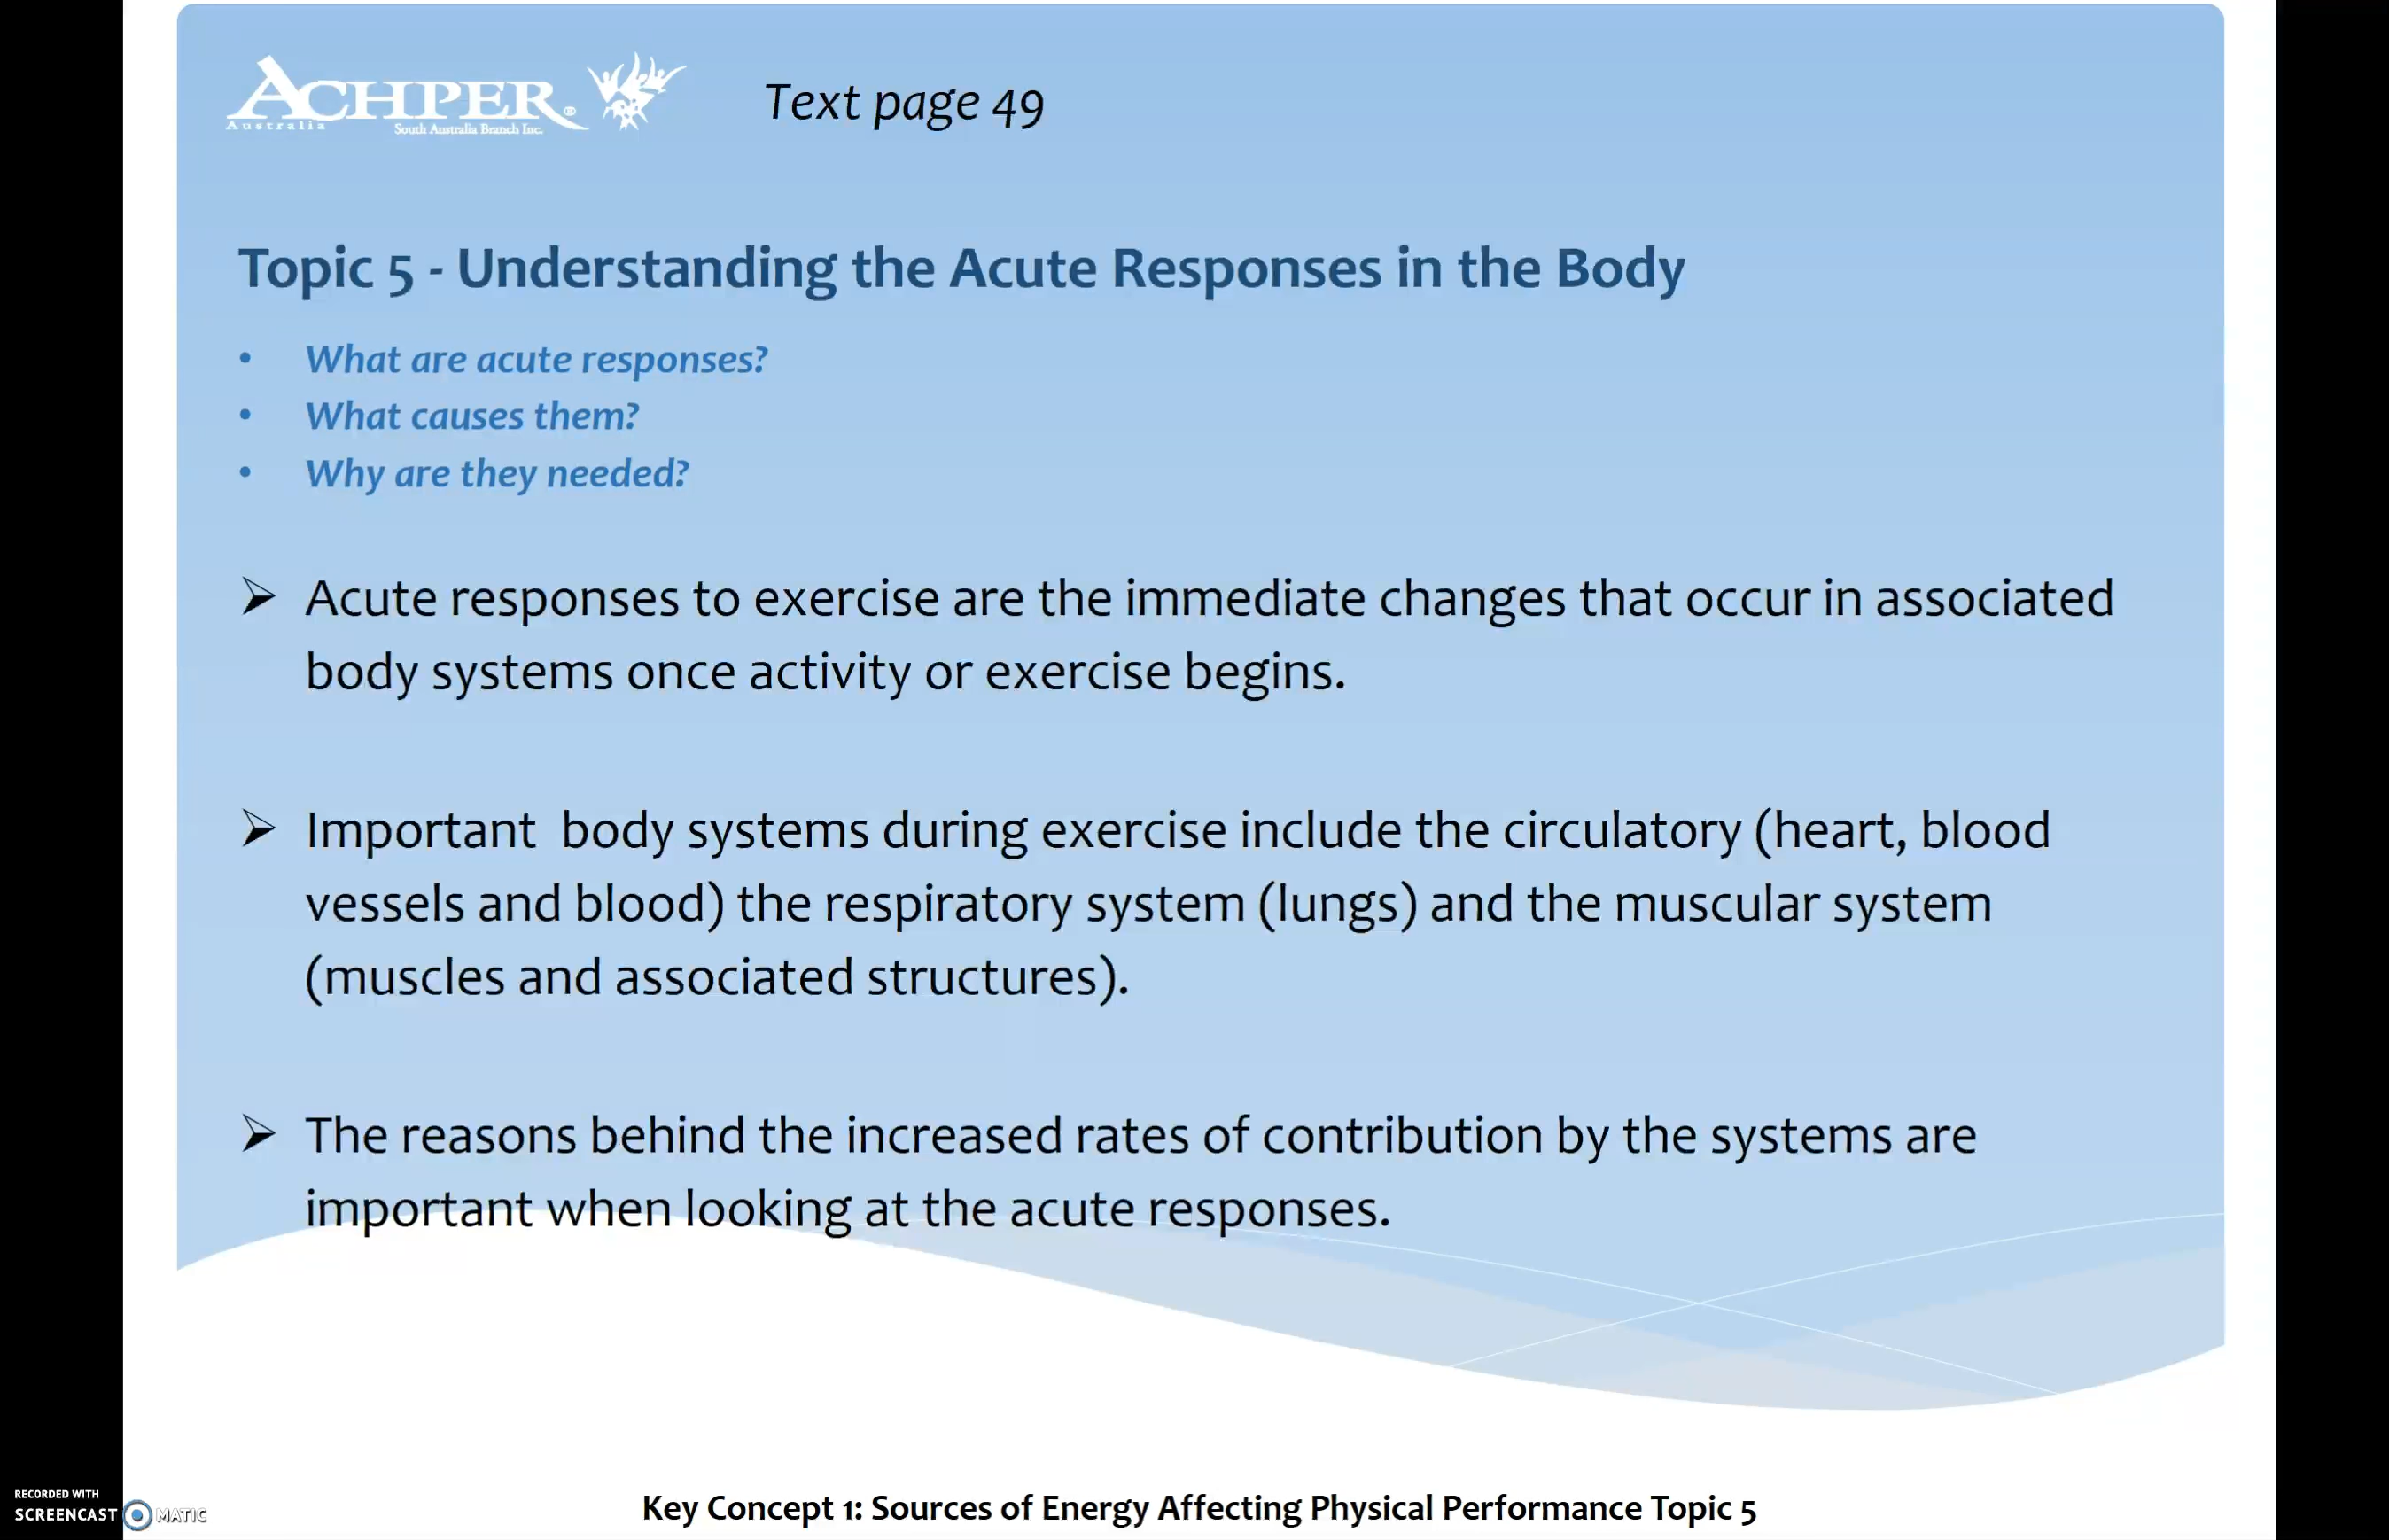 ACHPER®
Australia
South Australia Branch Inc.
Text page 49
Topic 5 - Understanding the Acute Responses in the Body
• What are acute responses?
• What causes them?
• Why are they needed?
➢ Acute responses to exercise are the immediate changes that occur in associated
body systems once activity or exercise begins.
➢ Important  body systems during exercise include the circulatory (heart, blood
vessels and blood) the respiratory system (lungs) and the muscular system
(muscles and associated structures).
➢ The reasons behind the increased rates of contribution by the systems are
important when looking at the acute responses.
Key Concept 1: Sources of Energy Affecting Physical Performance Topic 5
RECORDED WITH
SCREENCAST MATIC